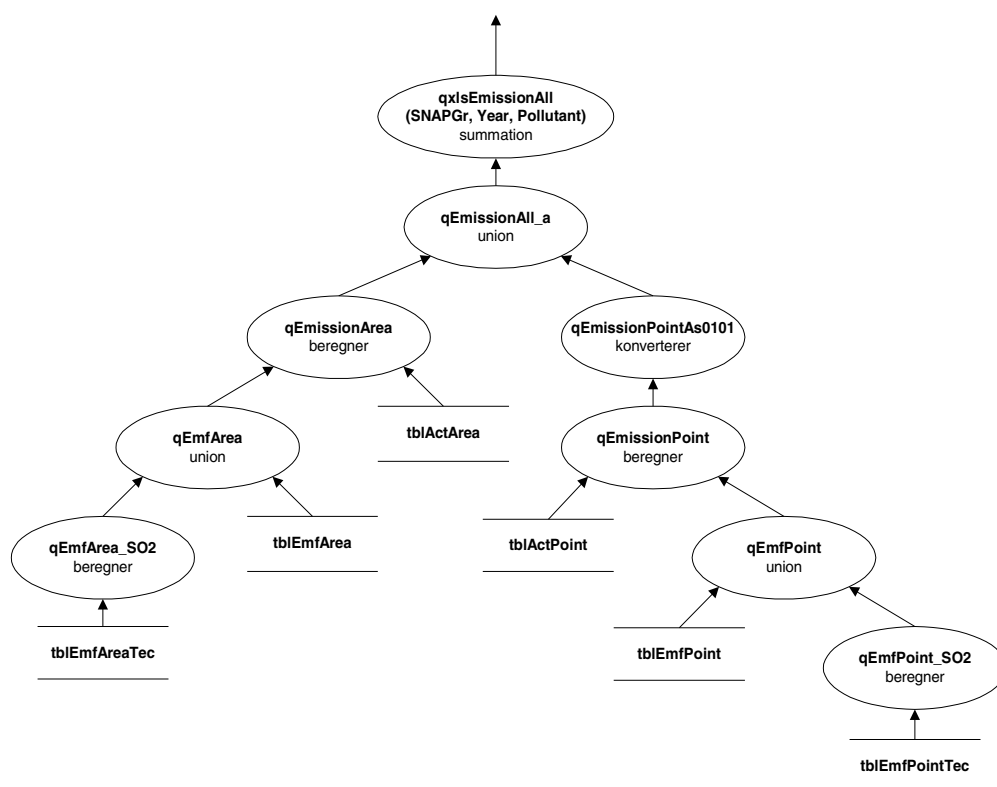 qxlsEmissionAll
(SNAPGr, Year, Pollutant)
summation
qEmissionAll_a
union
qEmissionArea
beregner
qEmissionPointAs0101
konverterer
tblActArea
qEmfArea
union
qEmissionPoint
beregner
tblEmfArea
tblActPoint
qEmfArea_SO2
beregner
qEmfPoint
union
tblEmfAreaTec
tblEmfPoint
qEmfPoint_SO2
beregner
tblEmfPointTec